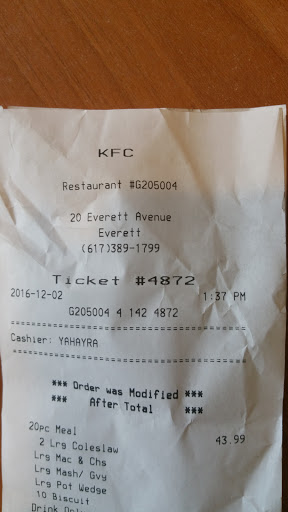 KFC
Restaurant #G205004
20 Everett Avenue
Everett
(617)389-1799
Ticket #4872
2016-12-02 1:37 PM
G205004 4 142 4872
Cashier: YAHAYRA
*** Order was Modified ***
*** After Total ***
20pc Meal 43.99
2 Lrg Coleslaw
Lrg Mac & Chs
Lrg Mash/ Gvy
Lrg Pot Wedge
10 Biscuit
Drink Only